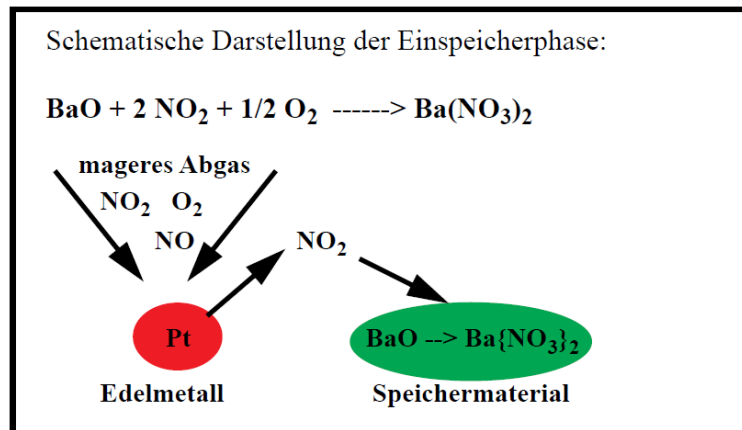 Schematische Darstellung der Einspeicherphase:
BaO + 2 NO₂ + 1/2 O₂ ------> Ba(NO₃)₂
mageres Abgas
NO₂ O₂
NO
NO₂
Pt
BaO --> Ba{NO₃}₂
Edelmetall
Speichermaterial